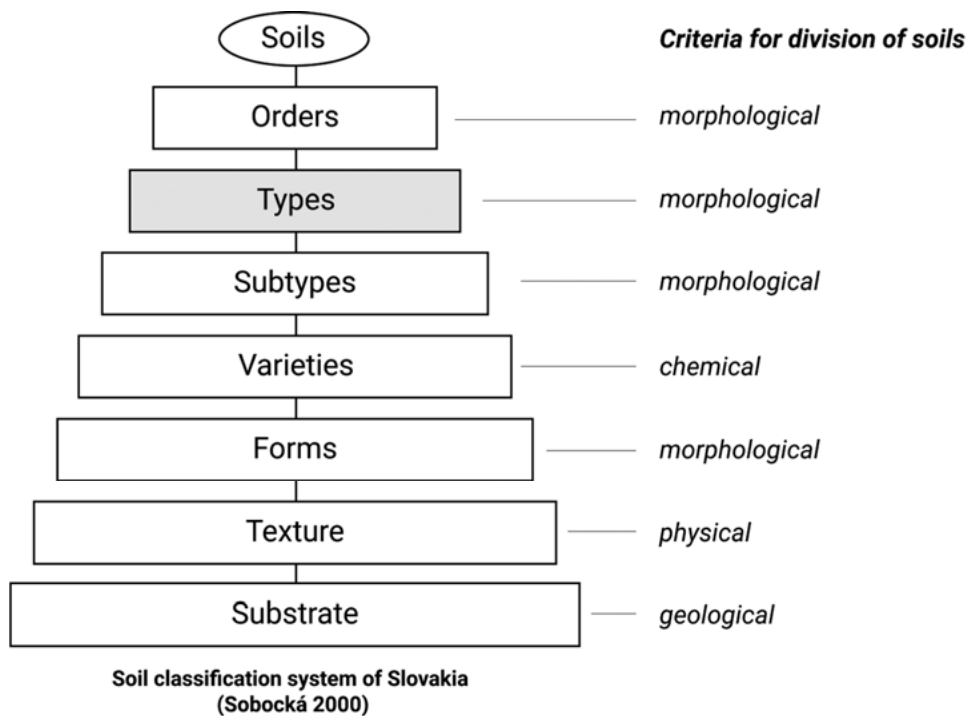 Soils
Criteria for division of soils
Orders
morphological
Types
morphological
Subtypes
morphological
Varieties
chemical
Forms
morphological
Texture
physical
Substrate
geological
Soil classification system of Slovakia
(Sobocká 2000)